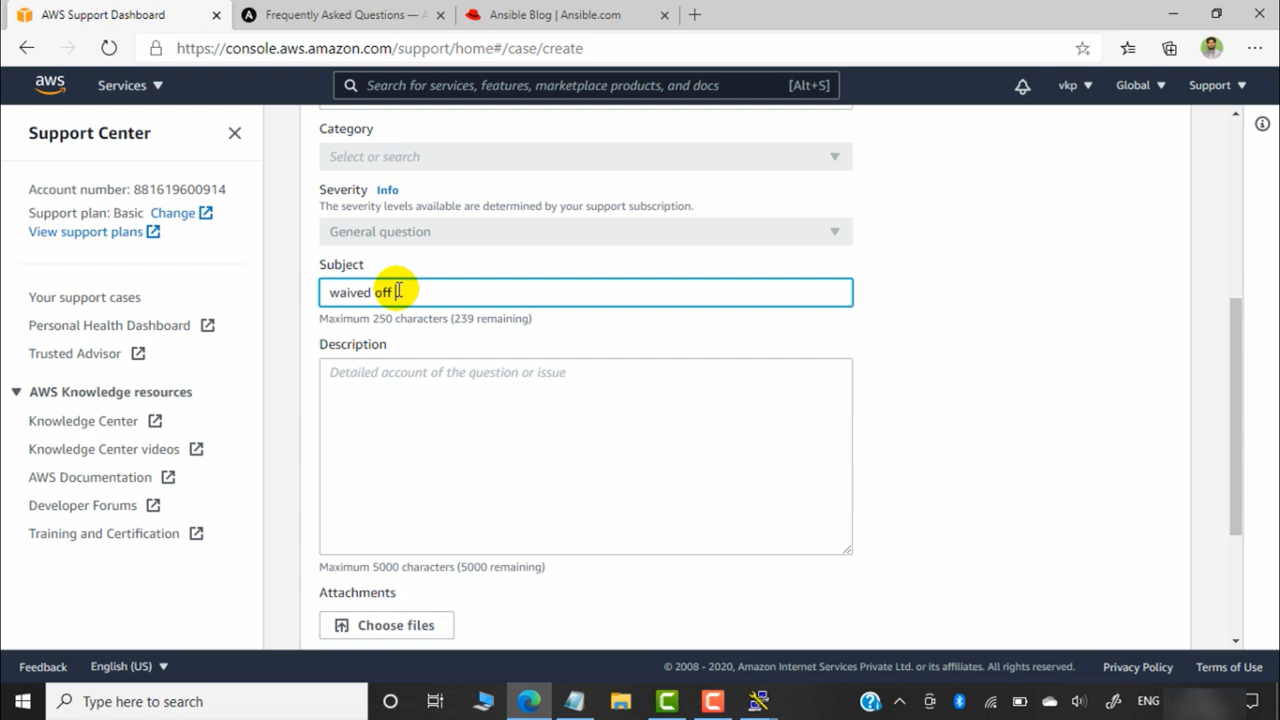 AWS Support Dashboard
Frequently Asked Questions — A
Ansible Blog | Ansible.com
https://console.aws.amazon.com/support/home#/case/create
aws
Services
Search for services, features, marketplace products, and docs
[Alt+S]
vkp
Global
Support
Support Center
Account number: 881619600914
Support plan: Basic Change
View support plans
Your support cases
Personal Health Dashboard
Trusted Advisor
AWS Knowledge resources
Knowledge Center
Knowledge Center videos
AWS Documentation
Developer Forums
Training and Certification
Category
Select or search
Severity Info
The severity levels available are determined by your support subscription.
General question
Subject
waived off
Maximum 250 characters (239 remaining)
Description
Detailed account of the question or issue
Maximum 5000 characters (5000 remaining)
Attachments
Choose files
Feedback
English (US)
© 2008 - 2020, Amazon Internet Services Private Ltd. or its affiliates. All rights reserved.
Privacy Policy
Terms of Use
Type here to search
ENG